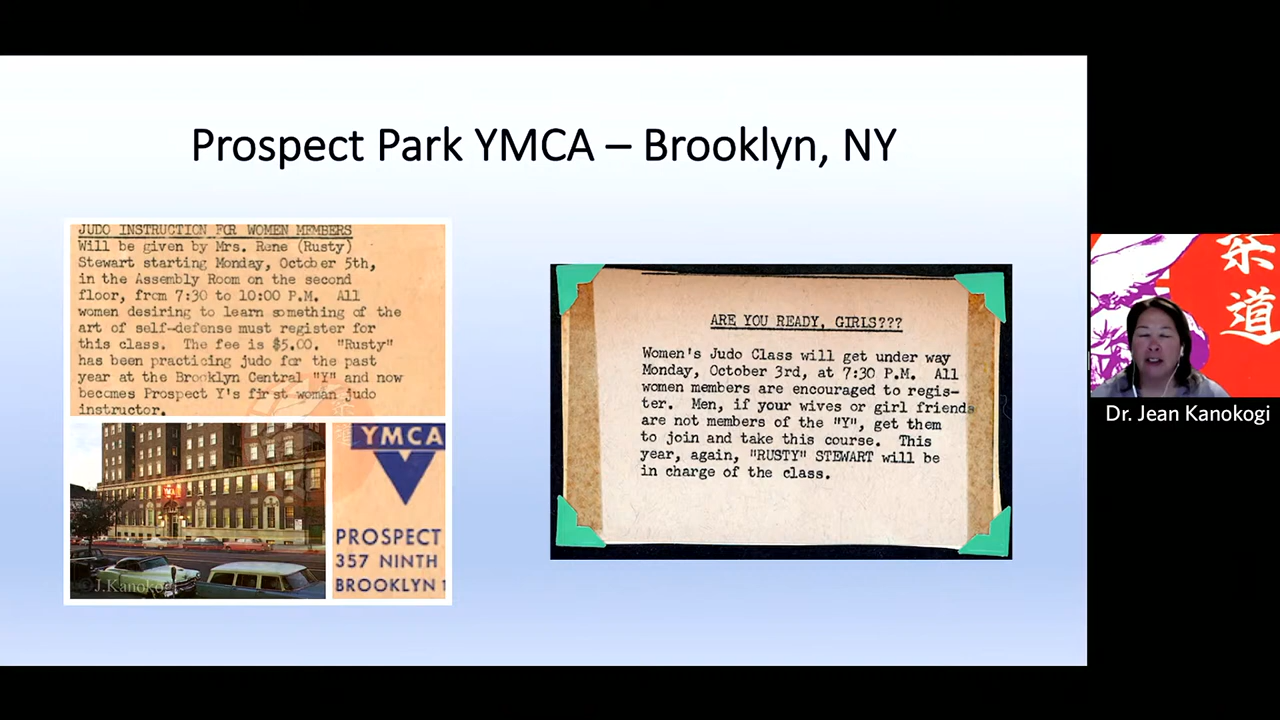 Prospect Park YMCA – Brooklyn, NY
JUDO INSTRUCTION FOR WOMEN MEMBERS
Will be given by Mrs. Rene (Rusty)
Stewart starting Monday, October 5th,
in the Assembly Room on the second
floor, from 7:30 to 10:00 P.M. All
women desiring to learn something of the
art of self-defense must register for
this class. The fee is $5.00. "Rusty"
has been practicing judo for the past
year at the Brooklyn Central "Y" and now
becomes Prospect Y's first woman judo
instructor.
YMCA
© J.Kanokogi
YMCA
PROSPECT
357 NINTH
BROOKLYN 1
ARE YOU READY, GIRLS???
Women's Judo Class will get under way
Monday, October 3rd, at 7:30 P.M. All
women members are encouraged to regis-
ter. Men, if your wives or girl friends
are not members of the "Y", get them
to join and take this course. This
year, again, "RUSTY" STEWART will be
in charge of the class.
柔
道
Dr. Jean Kanokogi